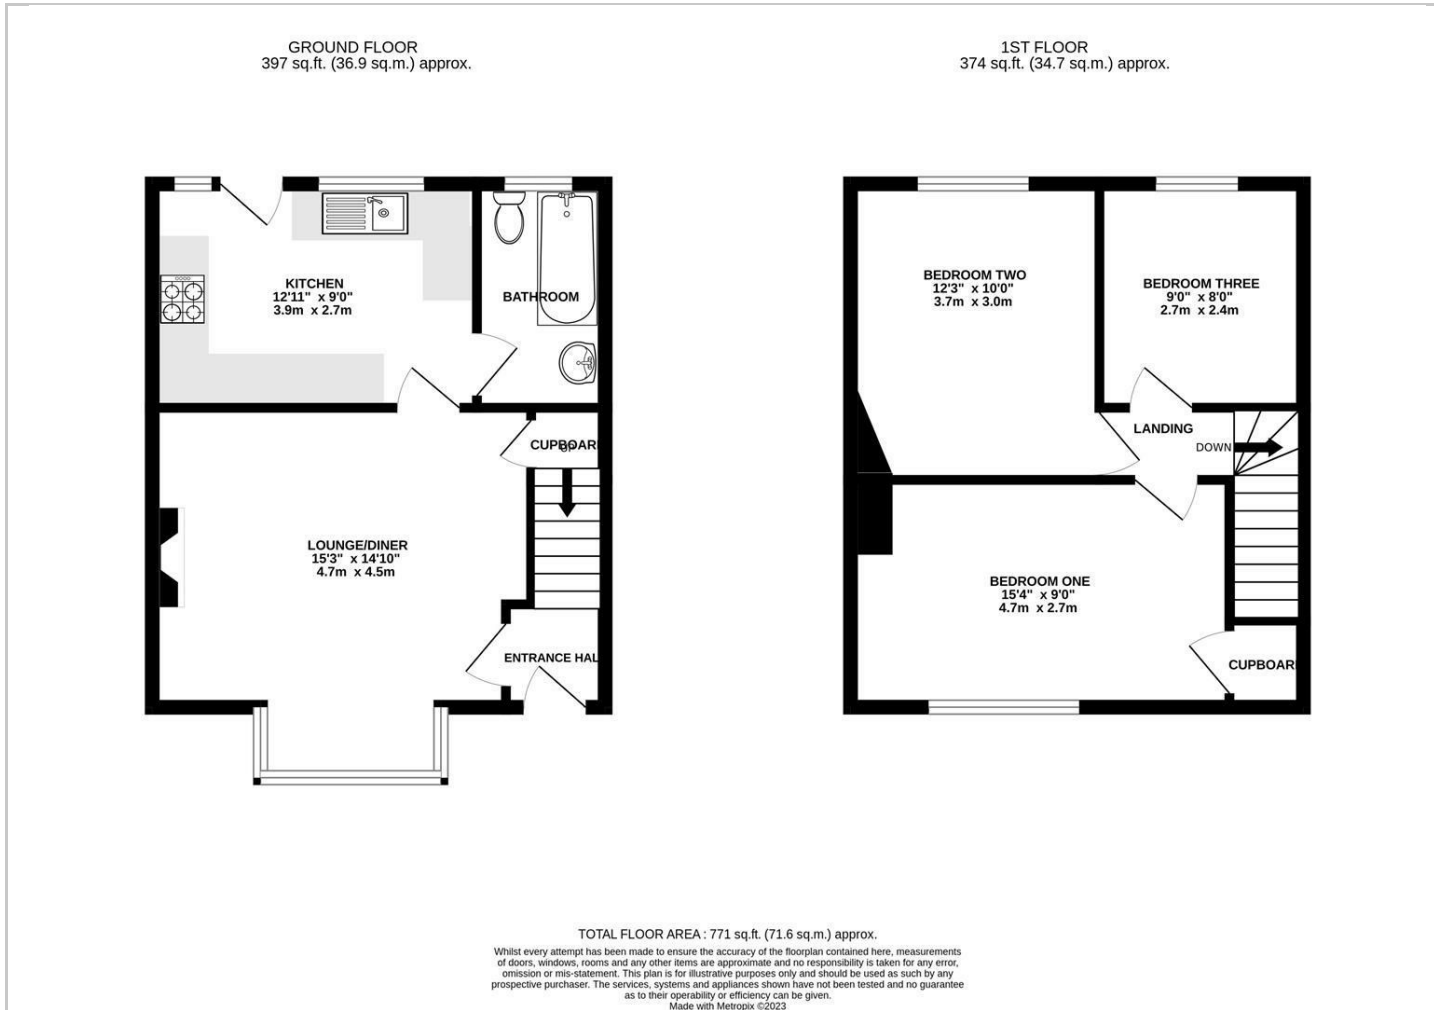 GROUND FLOOR
397 sq.ft. (36.9 sq.m.) approx.
1ST FLOOR
374 sq.ft. (34.7 sq.m.) approx.
KITCHEN
12'11" x 9'0"
3.9m x 2.7m
BATHROOM
CUPBOAR
UP
LOUNGE/DINER
15'3" x 14'10"
4.7m x 4.5m
ENTRANCE HAL
BEDROOM TWO
12'3" x 10'0"
3.7m x 3.0m
BEDROOM THREE
9'0" x 8'0"
2.7m x 2.4m
LANDING
DOWN
BEDROOM ONE
15'4" x 9'0"
4.7m x 2.7m
CUPBOAR
TOTAL FLOOR AREA : 771 sq.ft. (71.6 sq.m.) approx.
Whilst every attempt has been made to ensure the accuracy of the floorplan contained here, measurements
of doors, windows, rooms and any other items are approximate and no responsibility is taken for any error,
omission or mis-statement. This plan is for illustrative purposes only and should be used as such by any
prospective purchaser. The services, systems and appliances shown have not been tested and no guarantee
as to their operability or efficiency can be given.
Made with Metropix ©2023